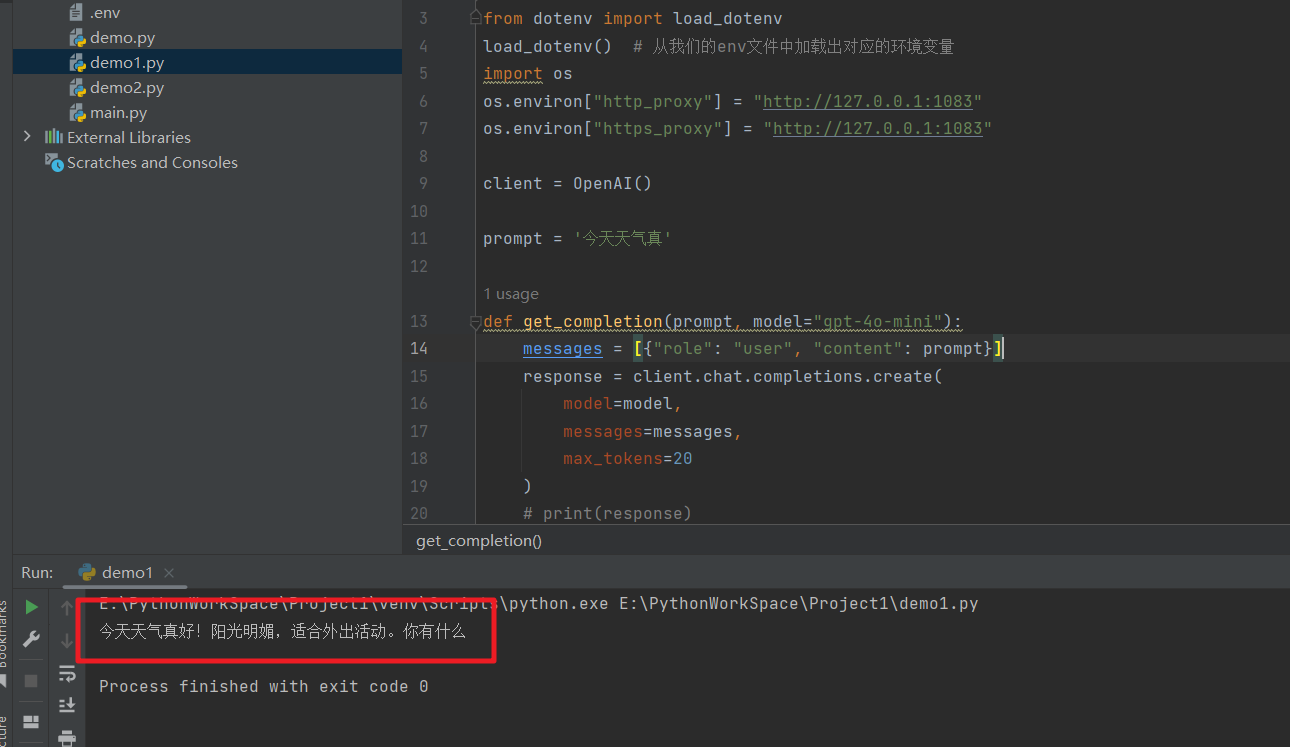 .env
demo.py
demo1.py
demo2.py
main.py
External Libraries
Scratches and Consoles
3 from dotenv import load_dotenv
4 load_dotenv()  # 从我们的env文件中加载出对应的环境变量
5 import os
6 os.environ["http_proxy"] = "http://127.0.0.1:1083"
7 os.environ["https_proxy"] = "http://127.0.0.1:1083"
8
9 client = OpenAI()
10
11 prompt = '今天天气真'
12
1 usage
13 def get_completion(prompt, model="gpt-4o-mini"):
14     messages = [{"role": "user", "content": prompt}]
15     response = client.chat.completions.create(
16         model=model,
17         messages=messages,
18         max_tokens=20
19     )
20     # print(response)
get_completion()
Run: demo1
E:\PythonWorkSpace\Project1\venv\Scripts\python.exe E:\PythonWorkSpace\Project1\demo1.py
今天天气真好！阳光明媚，适合外出活动。你有什么
Process finished with exit code 0
Bookmarks